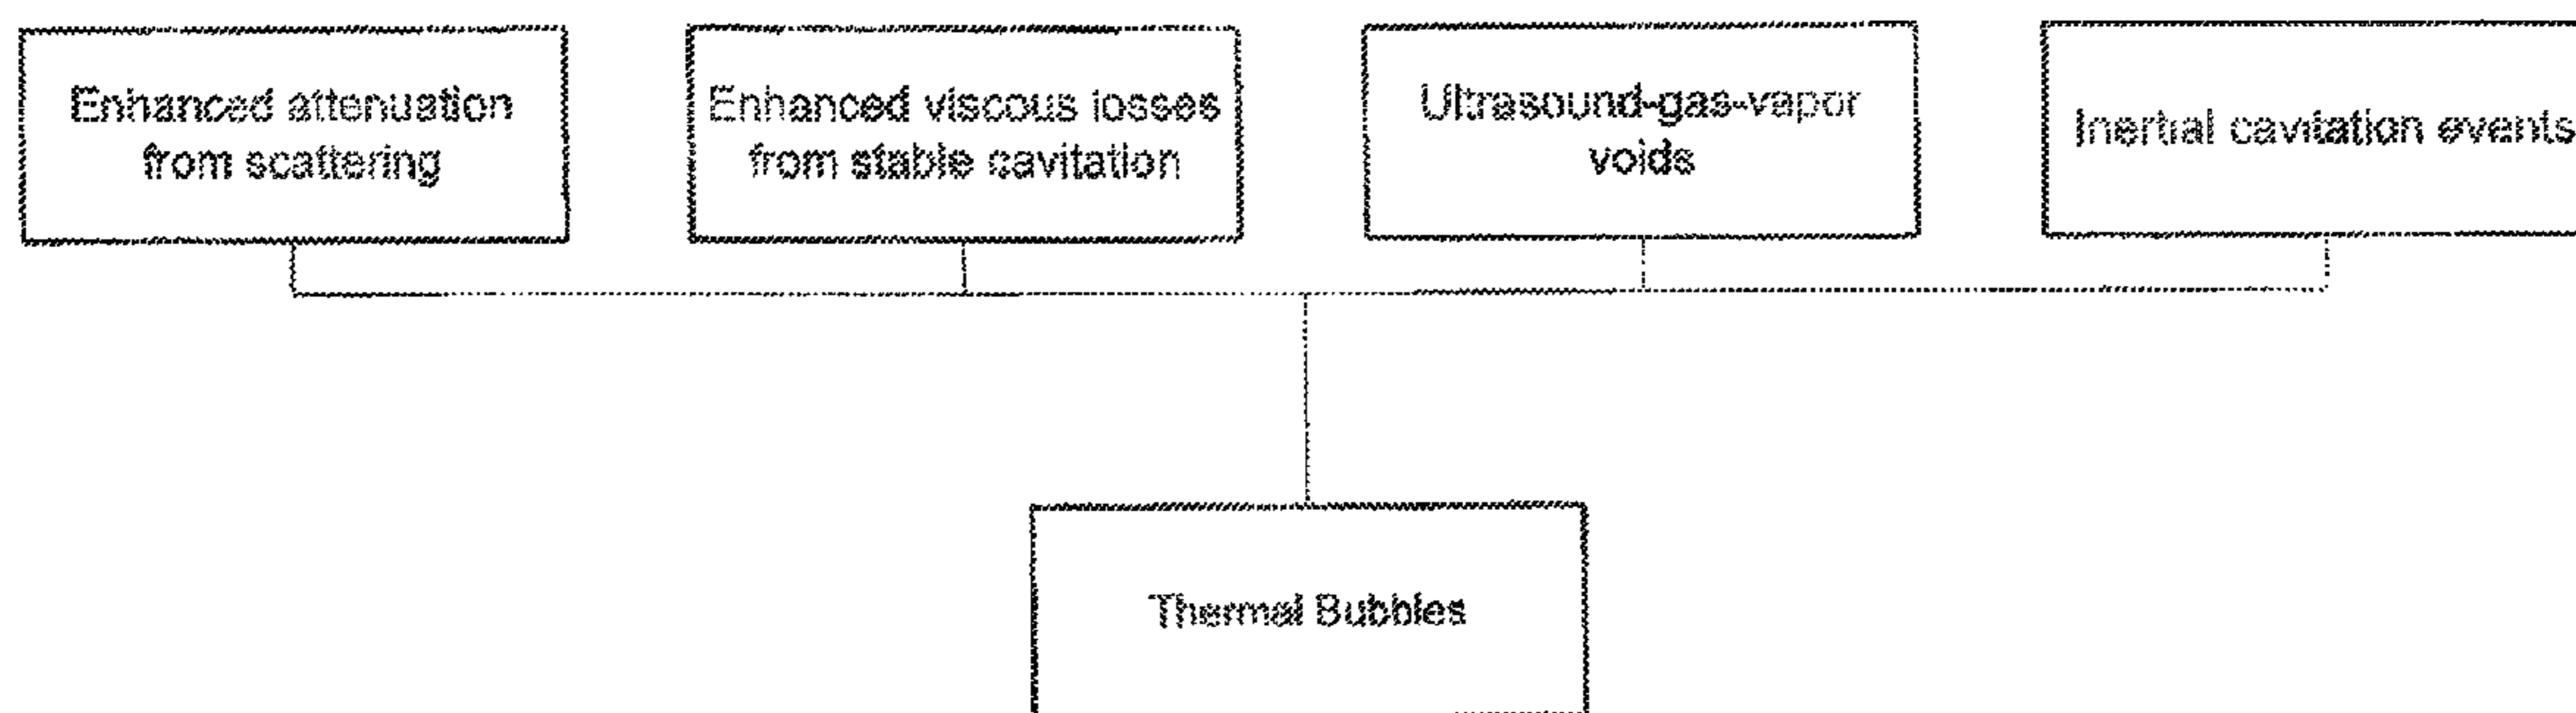 Enhanced attenuation
from scattering
Enhanced viscous losses
from stable cavitation
Ultrasound-gas-vapor
voids
Inertial cavitation events
Thermal Bubbles